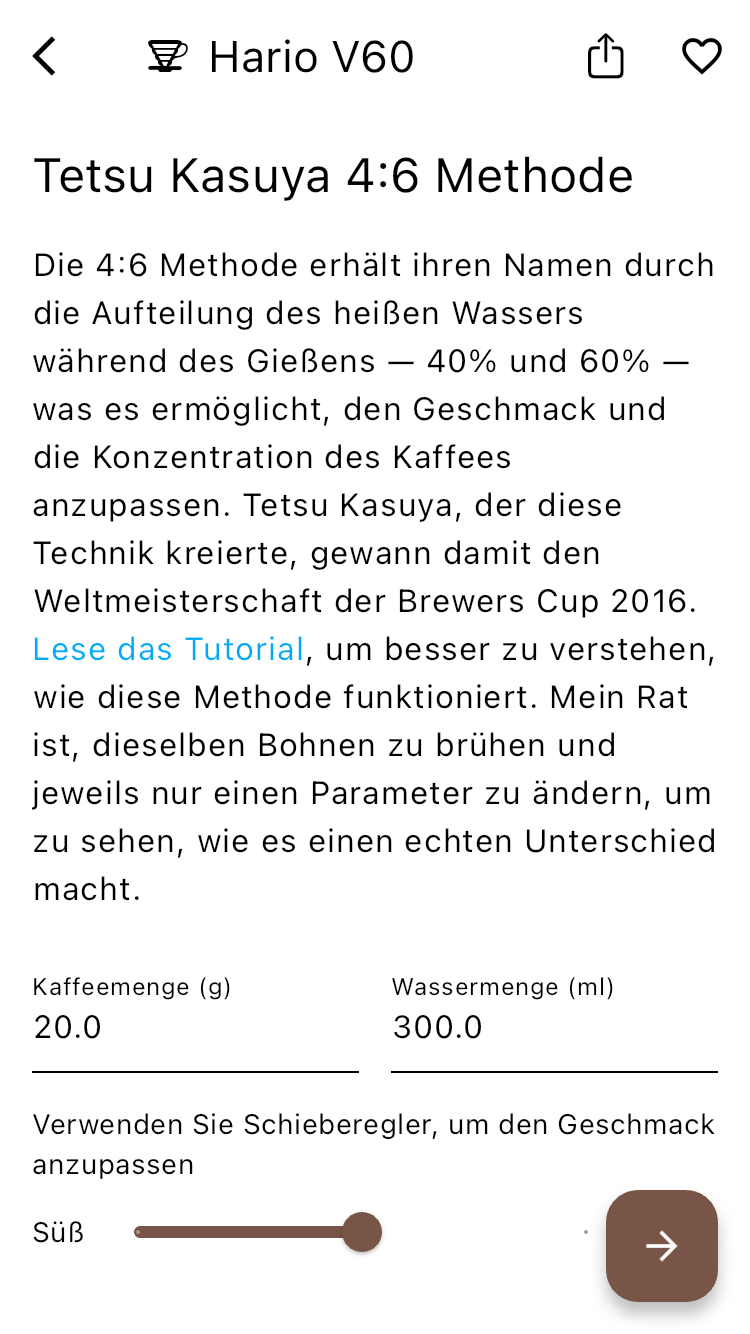 Hario V60
Tetsu Kasuya 4:6 Methode
Die 4:6 Methode erhält ihren Namen durch
die Aufteilung des heißen Wassers
während des Gießens — 40% und 60% —
was es ermöglicht, den Geschmack und
die Konzentration des Kaffees
anzupassen. Tetsu Kasuya, der diese
Technik kreierte, gewann damit den
Weltmeisterschaft der Brewers Cup 2016.
Lese das Tutorial, um besser zu verstehen,
wie diese Methode funktioniert. Mein Rat
ist, dieselben Bohnen zu brühen und
jeweils nur einen Parameter zu ändern, um
zu sehen, wie es einen echten Unterschied
macht.
Kaffeemenge (g)
20.0
Wassermenge (ml)
300.0
Verwenden Sie Schieberegler, um den Geschmack
anzupassen
Süß